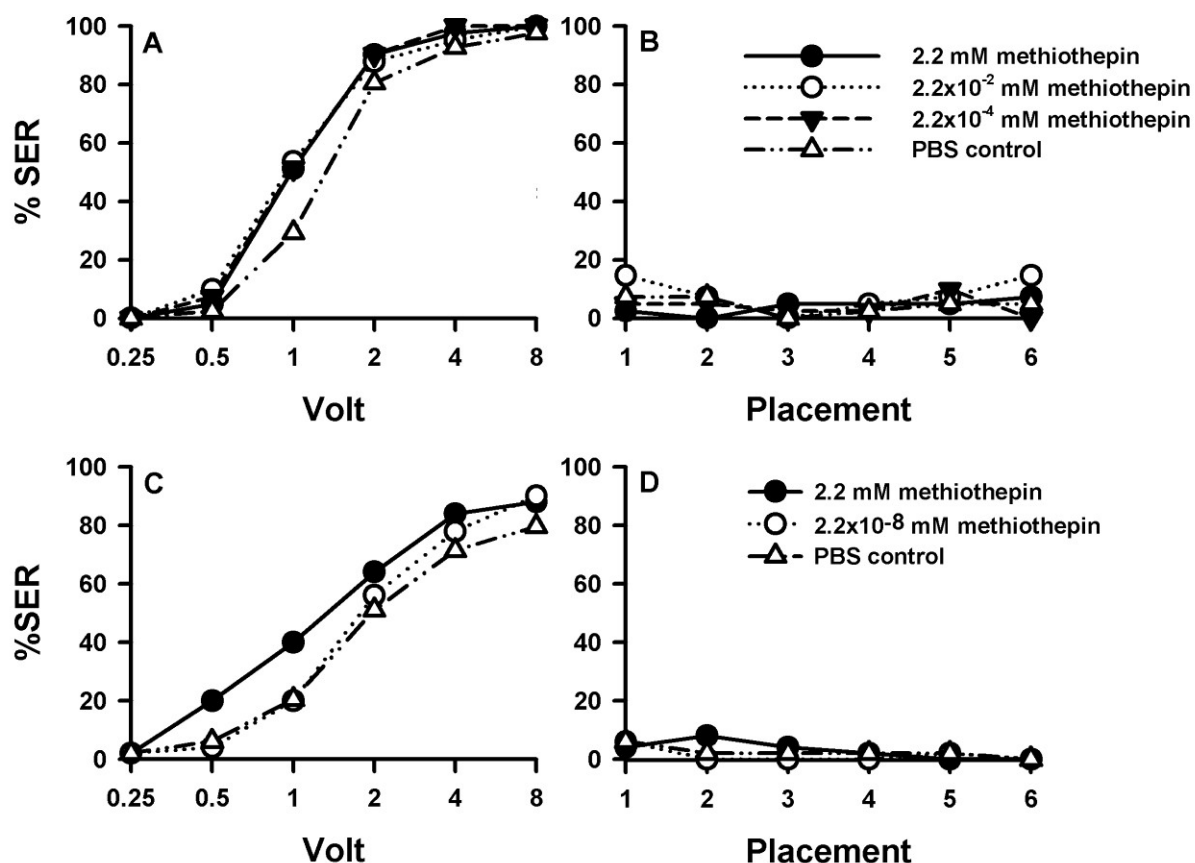 A
% SER
100
80
60
40
20
0
0.25 0.5 1 2 4 8
Volt
B
100
80
60
40
20
0
1 2 3 4 5 6
Placement
2.2 mM methiothepin
2.2x10⁻² mM methiothepin
2.2x10⁻⁴ mM methiothepin
PBS control
C
%SER
100
80
60
40
20
0
0.25 0.5 1 2 4 8
Volt
D
100
80
60
40
20
0
1 2 3 4 5 6
Placement
2.2 mM methiothepin
2.2x10⁻⁸ mM methiothepin
PBS control